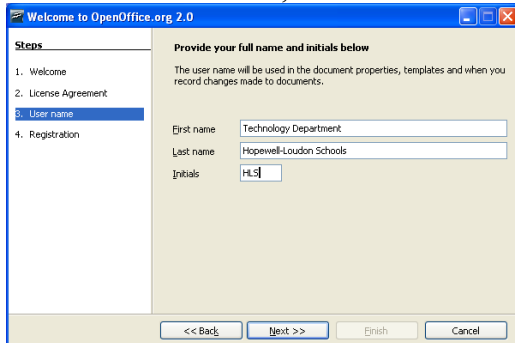 Welcome to OpenOffice.org 2.0
Steps
1. Welcome
2. License Agreement
3. User name
4. Registration
Provide your full name and initials below
The user name will be used in the document properties, templates and when you
record changes made to documents.
First name Technology Department
Last name Hopewell-Loudon Schools
Initials HLS
<< Back Next >> Finish Cancel